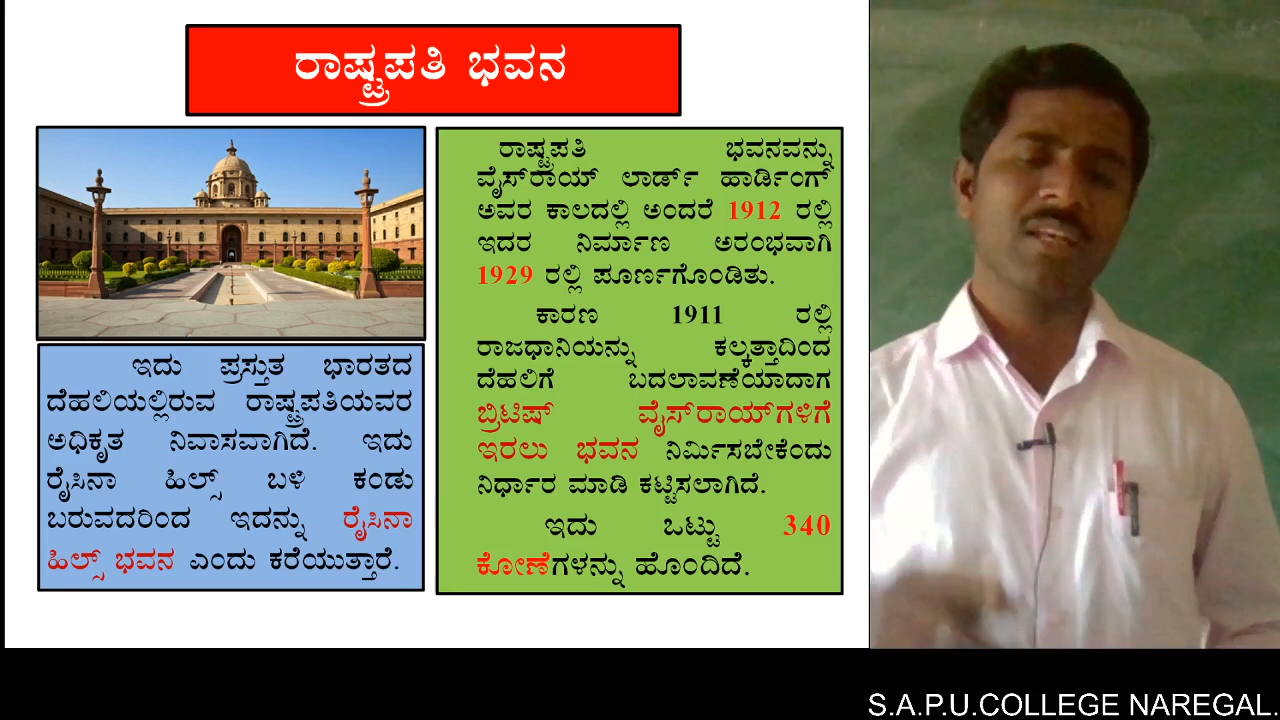 ರಾಷ್ಟ್ರಪತಿ ಭವನ
ಇದು ಪ್ರಸ್ತುತ ಭಾರತದ
ದೆಹಲಿಯಲ್ಲಿರುವ ರಾಷ್ಟ್ರಪತಿಯವರ
ಅಧಿಕೃತ ನಿವಾಸವಾಗಿದೆ. ಇದು
ರೈಸಿನಾ ಹಿಲ್ಸ್ ಬಳಿ ಕಂಡು
ಬರುವದರಿಂದ ಇದನ್ನು ರೈಸಿನಾ
ಹಿಲ್ಸ್ ಭವನ ಎಂದು ಕರೆಯುತ್ತಾರೆ.
ರಾಷ್ಟ್ರಪತಿ ಭವನವನ್ನು
ವೈಸ್‌ರಾಯ್ ಲಾರ್ಡ್ ಹಾರ್ಡಿಂಗ್
ಅವರ ಕಾಲದಲ್ಲಿ ಅಂದರೆ 1912 ರಲ್ಲಿ
ಇದರ ನಿರ್ಮಾಣ ಅರಂಭವಾಗಿ
1929 ರಲ್ಲಿ ಪೂರ್ಣಗೊಂಡಿತು.
ಕಾರಣ 1911 ರಲ್ಲಿ
ರಾಜಧಾನಿಯನ್ನು ಕಲ್ಕತ್ತಾದಿಂದ
ದೆಹಲಿಗೆ ಬದಲಾವಣೆಯಾದಾಗ
ಬ್ರಿಟಿಷ್ ವೈಸ್‌ರಾಯ್‌ಗಳಿಗೆ
ಇರಲು ಭವನ ನಿರ್ಮಿಸಬೇಕೆಂದು
ನಿರ್ಧಾರ ಮಾಡಿ ಕಟ್ಟಿಸಲಾಗಿದೆ.
ಇದು ಒಟ್ಟು 340
ಕೋಣೆಗಳನ್ನು ಹೊಂದಿದೆ.
S.A.P.U.COLLEGE NAREGAL.